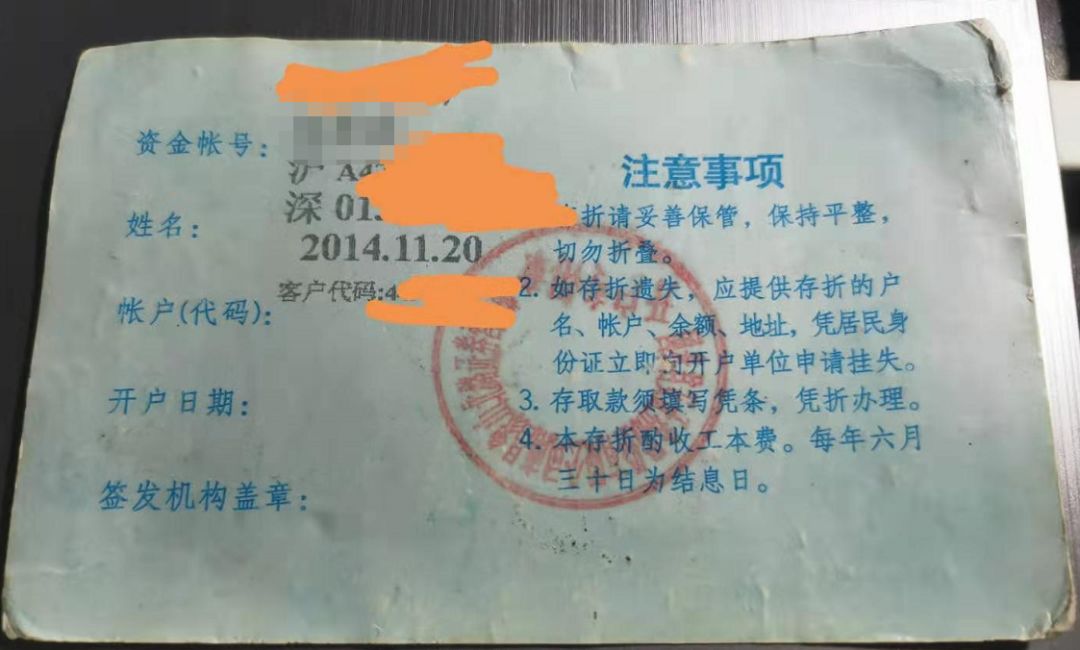 资金帐号：
沪 A4
深 01
姓名：
2014.11.20
客户代码:4
帐户(代码)：
开户日期：
签发机构盖章：
注意事项
折请妥善保管，保持平整，
切勿折叠。
2. 如存折遗失，应提供存折的户
名、帐户、余额、地址，凭居民身
份证立即向开户单位申请挂失。
3. 存取款须填写凭条，凭折办理。
4. 本存折酌收工本费。每年六月
三十日为结息日。